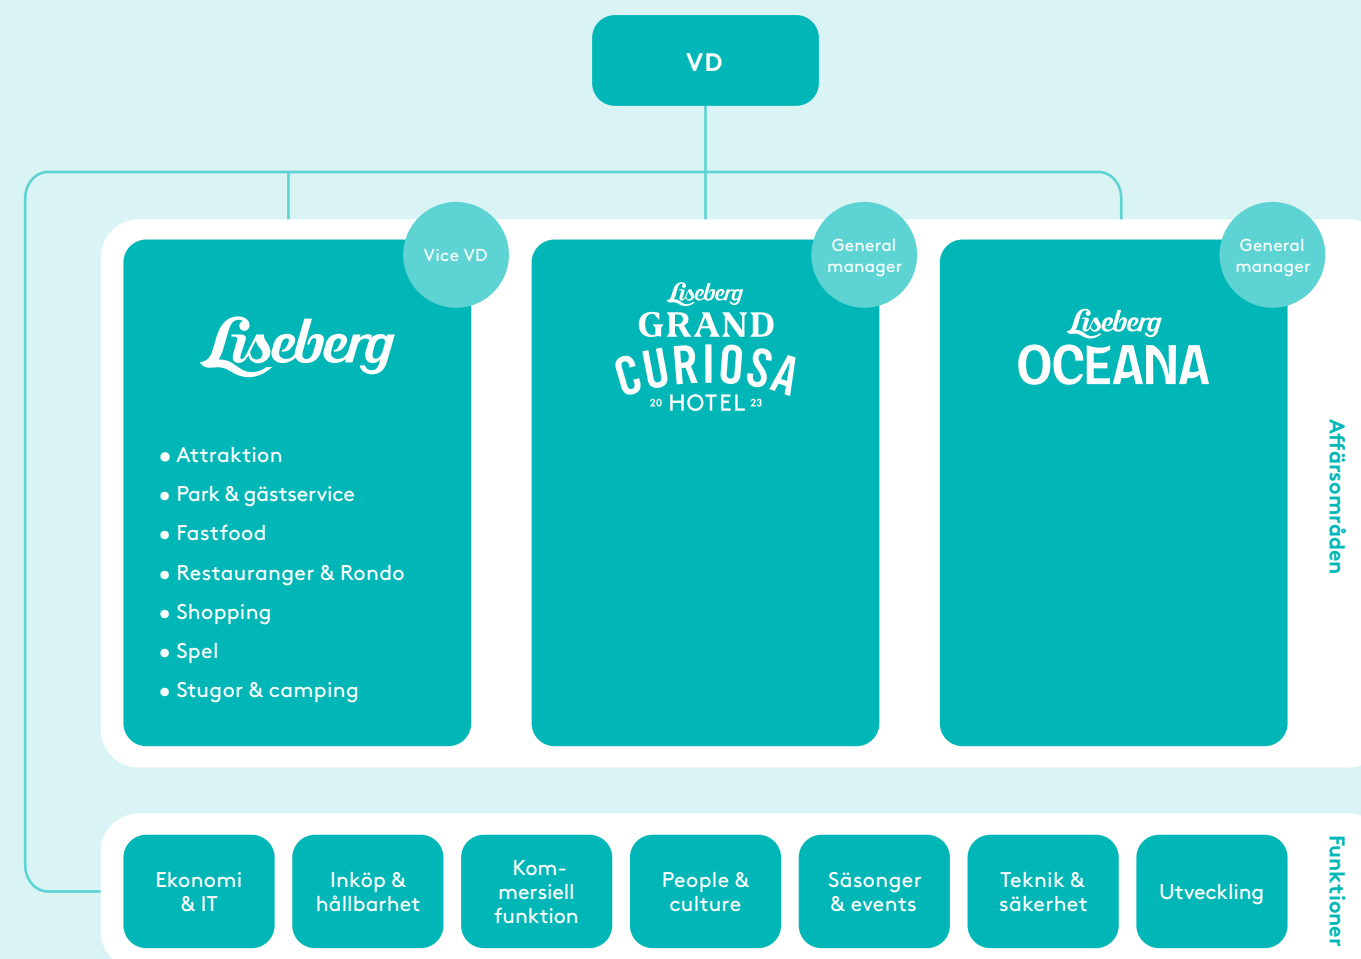 VD
Vice VD
Liseberg
• Attraktion
• Park & gästservice
• Fastfood
• Restauranger & Rondo
• Shopping
• Spel
• Stugor & camping
General
manager
Liseberg
GRAND
CURIOSA
20 HOTEL 23
General
manager
Liseberg
OCEANA
Affärsområden
Ekonomi
& IT
Inköp &
hållbarhet
Kom-
mersiell
funktion
People &
culture
Säsonger
& events
Teknik &
säkerhet
Utveckling
Funktioner